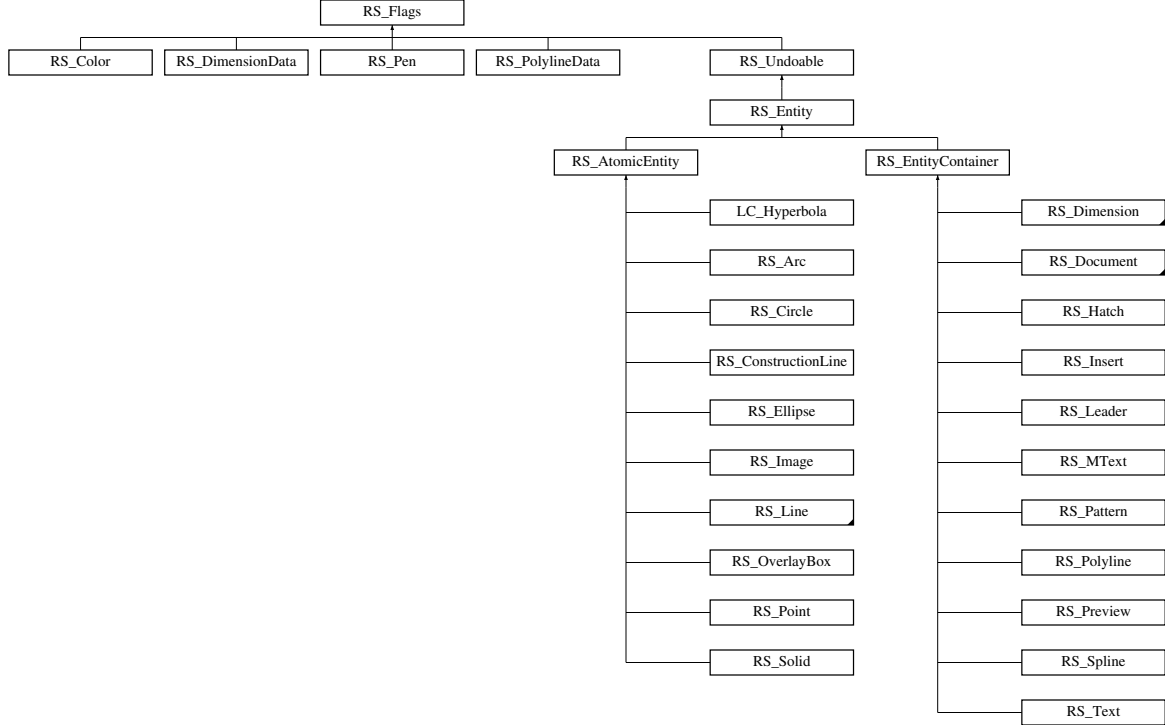 RS_Flags
RS_Color RS_DimensionData RS_Pen RS_PolylineData RS_Undoable
RS_Entity
RS_AtomicEntity RS_EntityContainer
LC_Hyperbola RS_Dimension
RS_Arc RS_Document
RS_Circle RS_Hatch
RS_ConstructionLine RS_Insert
RS_Ellipse RS_Leader
RS_Image RS_MText
RS_Line RS_Pattern
RS_OverlayBox RS_Polyline
RS_Point RS_Preview
RS_Solid RS_Spline
RS_Text